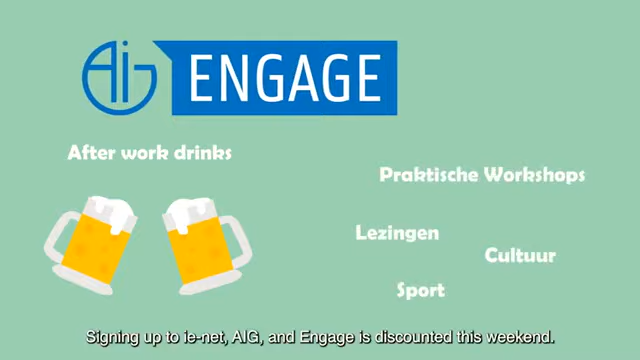 AiG ENGAGE
After work drinks
Praktische Workshops
Lezingen
Cultuur
Sport
Signing up to ie-net, AIG, and Engage is discounted this weekend.